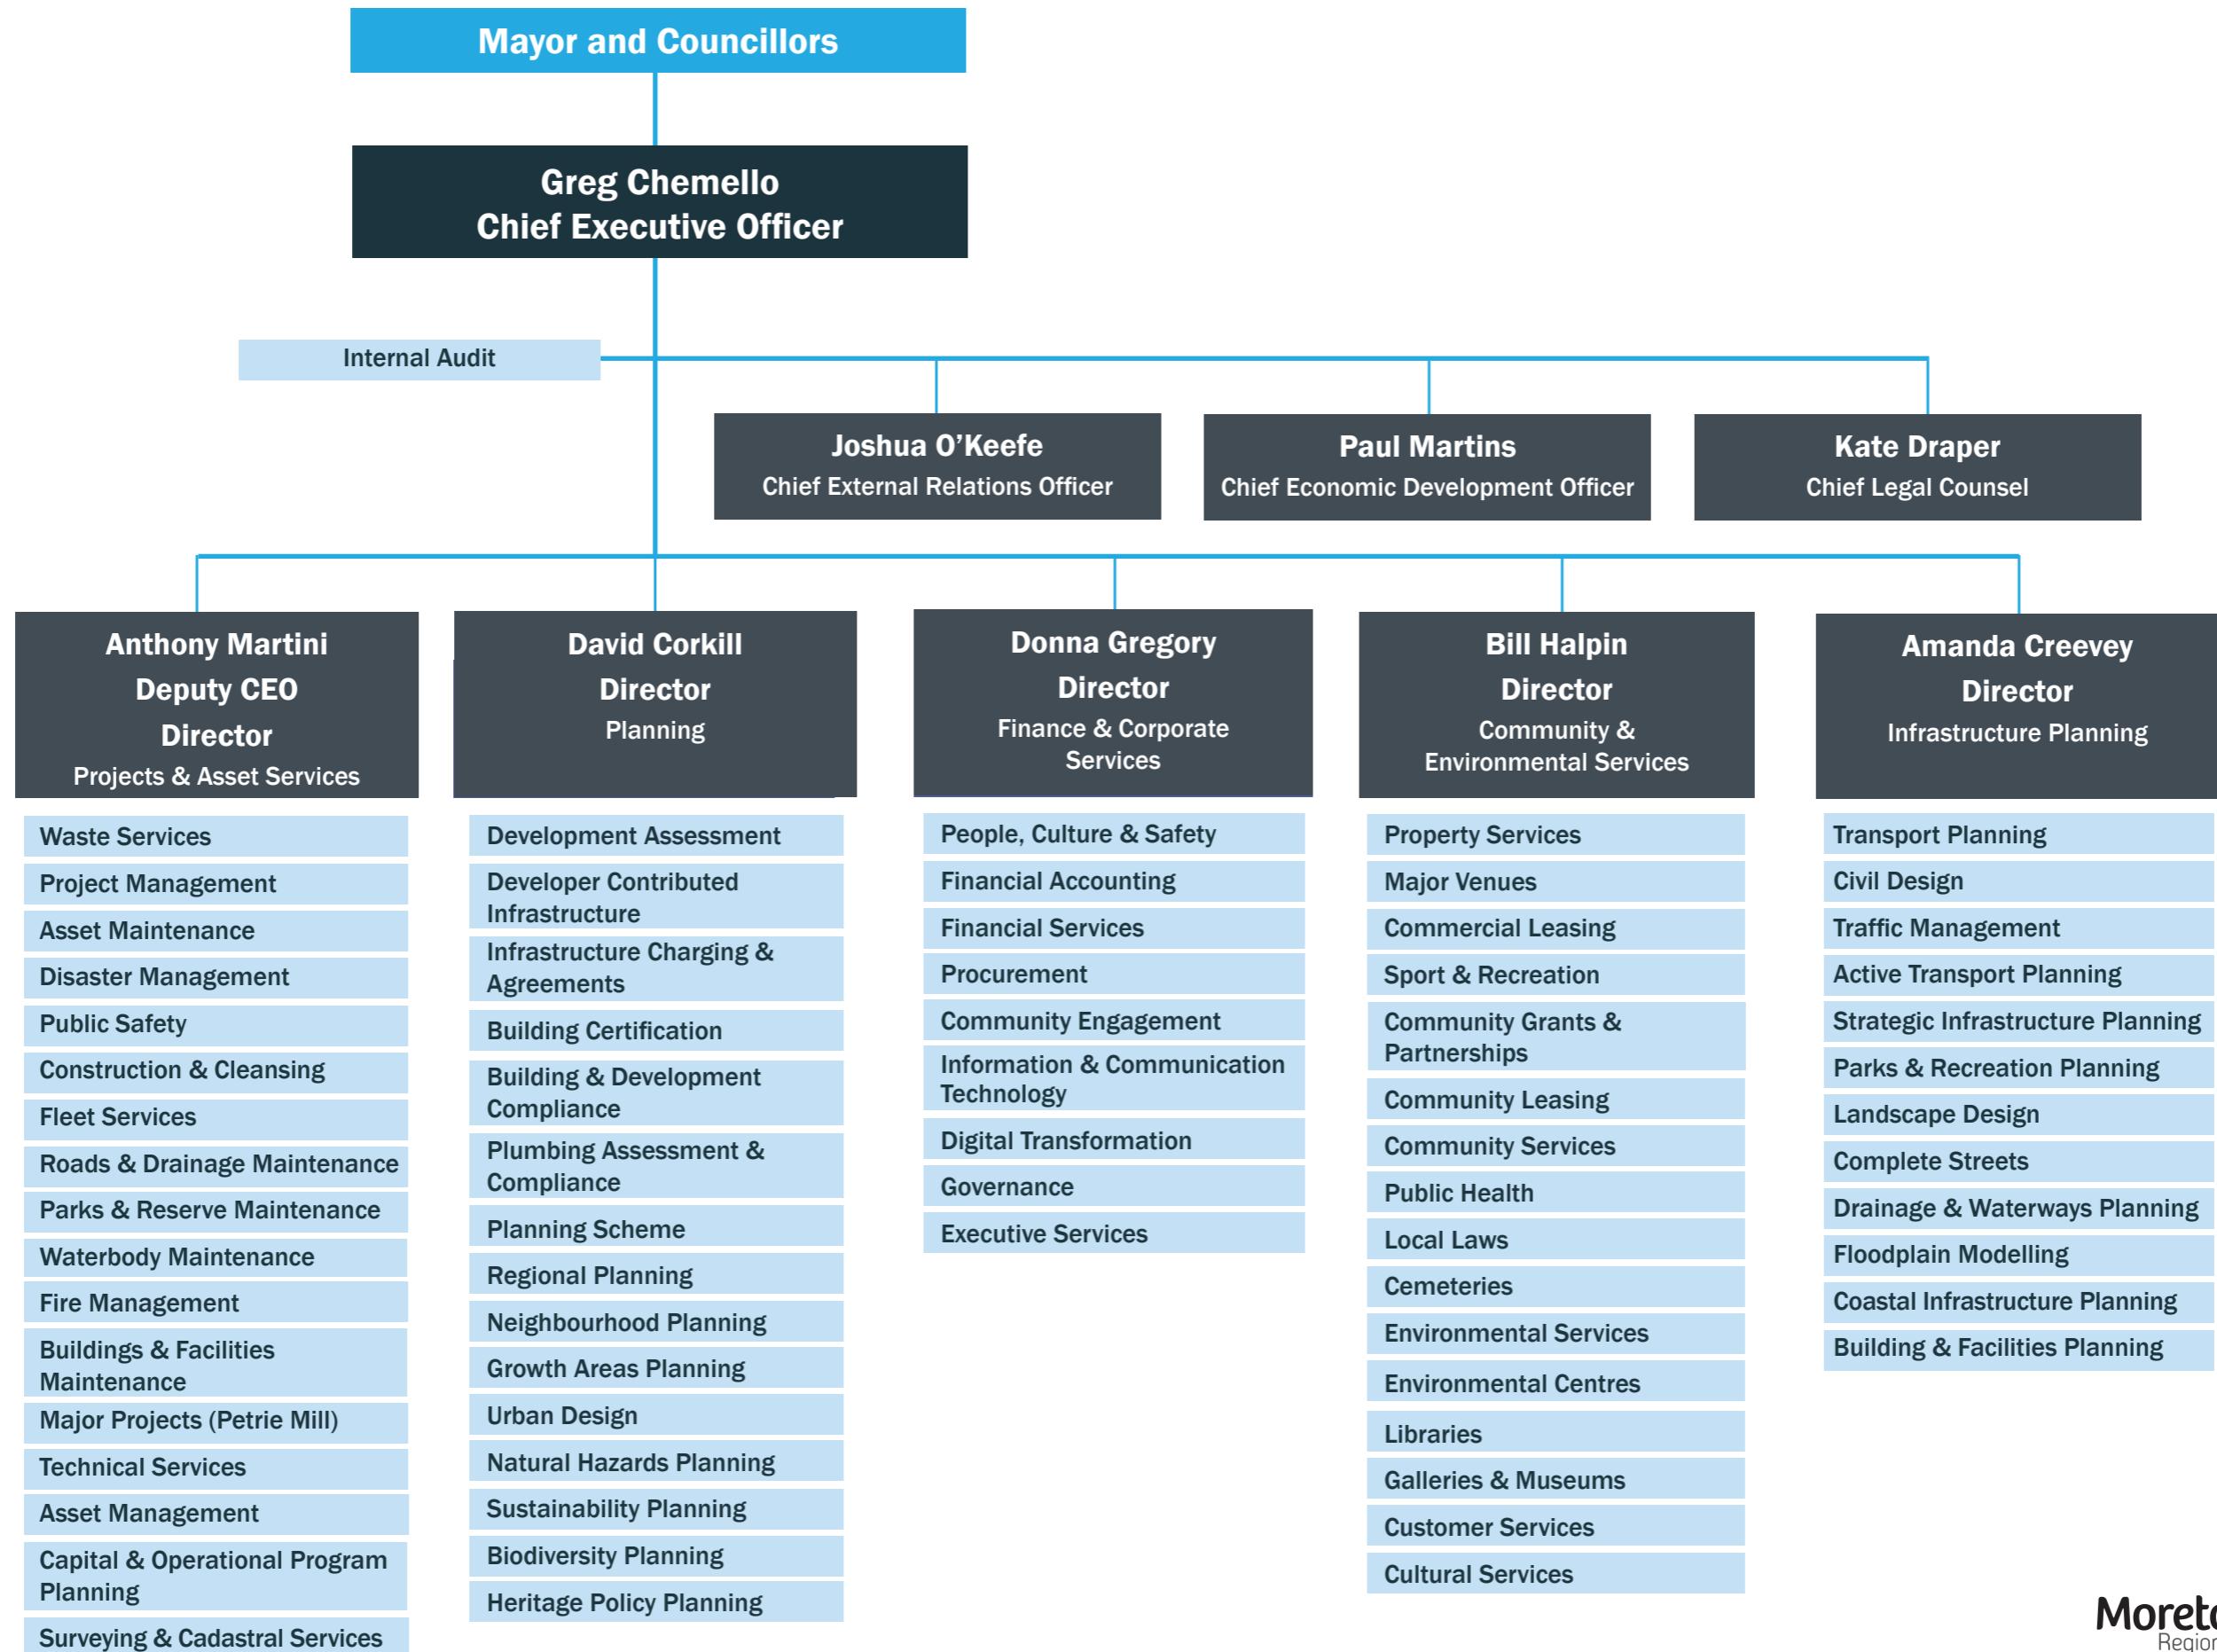 Mayor and Councillors
Greg Chemello
Chief Executive Officer
Internal Audit
Joshua O’Keefe
Chief External Relations Officer
Paul Martins
Chief Economic Development Officer
Kate Draper
Chief Legal Counsel
Anthony Martini
Deputy CEO
Director
Projects & Asset Services
Waste Services
Project Management
Asset Maintenance
Disaster Management
Public Safety
Construction & Cleansing
Fleet Services
Roads & Drainage Maintenance
Parks & Reserve Maintenance
Waterbody Maintenance
Fire Management
Buildings & Facilities
Maintenance
Major Projects (Petrie Mill)
Technical Services
Asset Management
Capital & Operational Program
Planning
Surveying & Cadastral Services
David Corkill
Director
Planning
Development Assessment
Developer Contributed
Infrastructure
Infrastructure Charging &
Agreements
Building Certification
Building & Development
Compliance
Plumbing Assessment &
Compliance
Planning Scheme
Regional Planning
Neighbourhood Planning
Growth Areas Planning
Urban Design
Natural Hazards Planning
Sustainability Planning
Biodiversity Planning
Heritage Policy Planning
Donna Gregory
Director
Finance & Corporate
Services
People, Culture & Safety
Financial Accounting
Financial Services
Procurement
Community Engagement
Information & Communication
Technology
Digital Transformation
Governance
Executive Services
Bill Halpin
Director
Community &
Environmental Services
Property Services
Major Venues
Commercial Leasing
Sport & Recreation
Community Grants &
Partnerships
Community Leasing
Community Services
Public Health
Local Laws
Cemeteries
Environmental Services
Environmental Centres
Libraries
Galleries & Museums
Customer Services
Cultural Services
Amanda Creevey
Director
Infrastructure Planning
Transport Planning
Civil Design
Traffic Management
Active Transport Planning
Strategic Infrastructure Planning
Parks & Recreation Planning
Landscape Design
Complete Streets
Drainage & Waterways Planning
Floodplain Modelling
Coastal Infrastructure Planning
Building & Facilities Planning